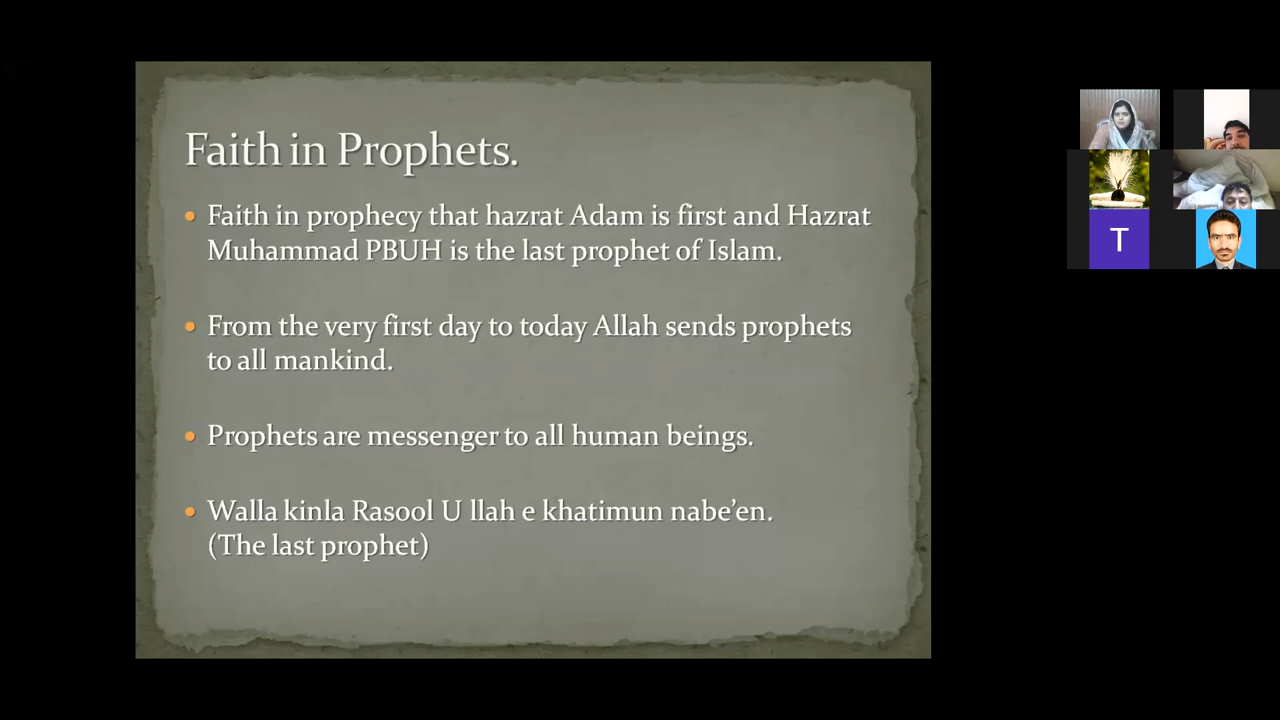 Faith in Prophets.
Faith in prophecy that hazrat Adam is first and Hazrat
Muhammad PBUH is the last prophet of Islam.
From the very first day to today Allah sends prophets
to all mankind.
Prophets are messenger to all human beings.
Walla kinla Rasool U llah e khatimun nabe’en.
(The last prophet)
T